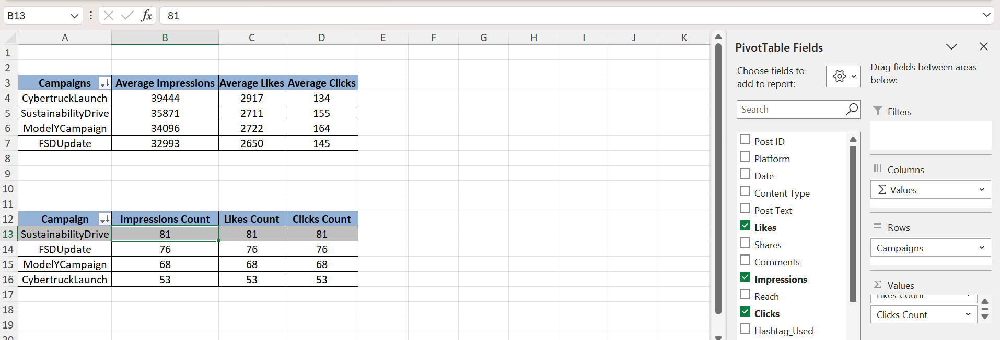 B13
fx
81
A B C D E F G H I J K
1
2
3 Campaigns Average Impressions Average Likes Average Clicks
4 CybertruckLaunch 39444 2917 134
5 SustainabilityDrive 35871 2711 155
6 ModelYCampaign 34096 2722 164
7 FSDUpdate 32993 2650 145
8
9
10
11
12 Campaign Impressions Count Likes Count Clicks Count
13 SustainabilityDrive 81 81 81
14 FSDUpdate 76 76 76
15 ModelYCampaign 68 68 68
16 CybertruckLaunch 53 53 53
17
18
19
20
PivotTable Fields
Choose fields to
add to report:
Search
Post ID
Platform
Date
Content Type
Post Text
Likes
Shares
Comments
Impressions
Reach
Clicks
Hashtag_Used
Drag fields between areas
below:
Filters
Columns
Σ Values
Rows
Campaigns
Σ Values
Likes Count
Clicks Count